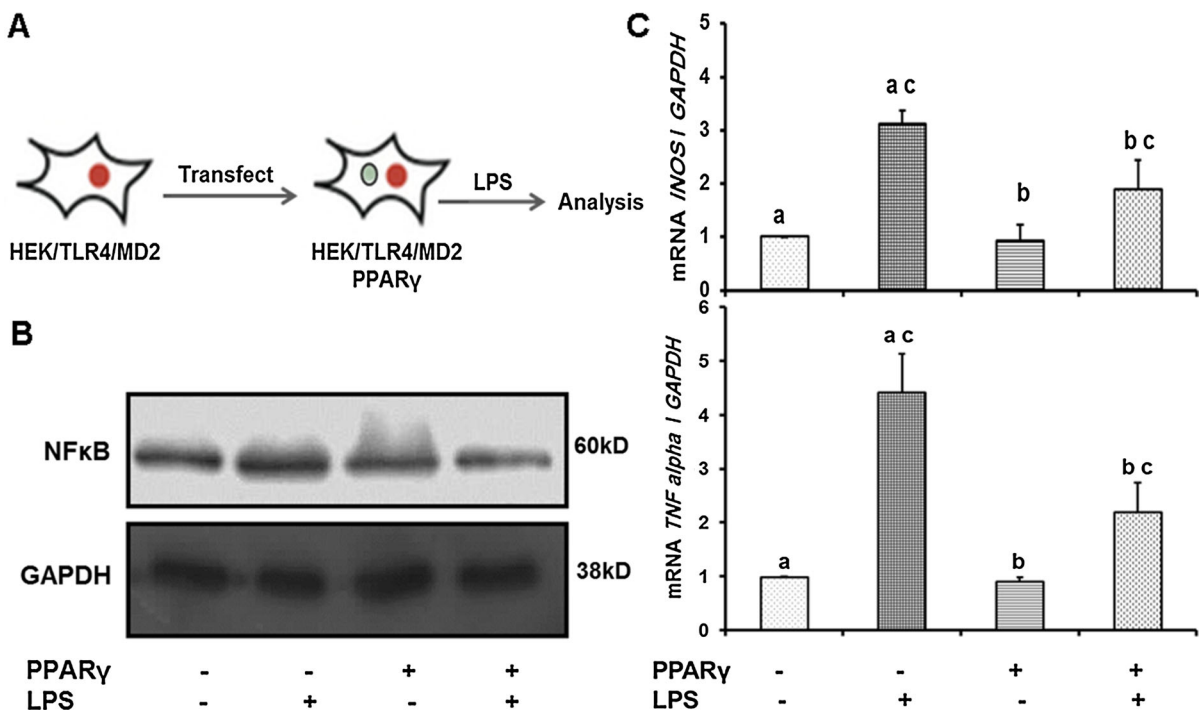 A
Transfect
LPS
Analysis
HEK/TLR4/MD2
HEK/TLR4/MD2
PPARγ
B
NFκB
60kD
GAPDH
38kD
PPARγ - - + +
LPS - + - +
C
mRNA iNOS / GAPDH
5
4
3
2
1
0
a
a c
b
b c
mRNA TNF alpha / GAPDH
6
5
4
3
2
1
0
a
a c
b
b c
PPARγ - - + +
LPS - + - +